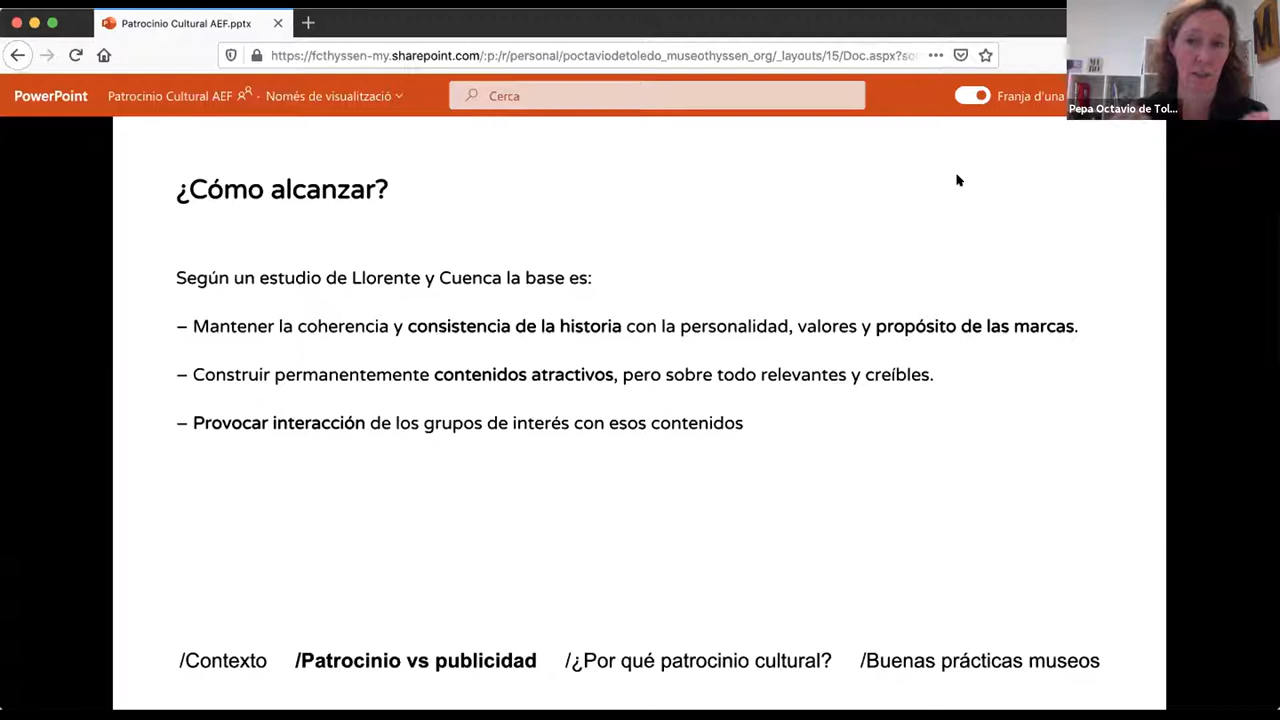 Patrocinio Cultural AEF.pptx
https://fcthyssen-my.sharepoint.com/:p:/r/personal/poctaviodetoledo_museothyssen_org/_layouts/15/Doc.aspx?so
PowerPoint
Patrocinio Cultural AEF - Només de visualització
Cerca
Franja d'una
Pepa Octavio de Tol...
¿Cómo alcanzar?
Según un estudio de Llorente y Cuenca la base es:
– Mantener la coherencia y consistencia de la historia con la personalidad, valores y propósito de las marcas.
– Construir permanentemente contenidos atractivos, pero sobre todo relevantes y creíbles.
– Provocar interacción de los grupos de interés con esos contenidos
/Contexto /Patrocinio vs publicidad /¿Por qué patrocinio cultural? /Buenas prácticas museos